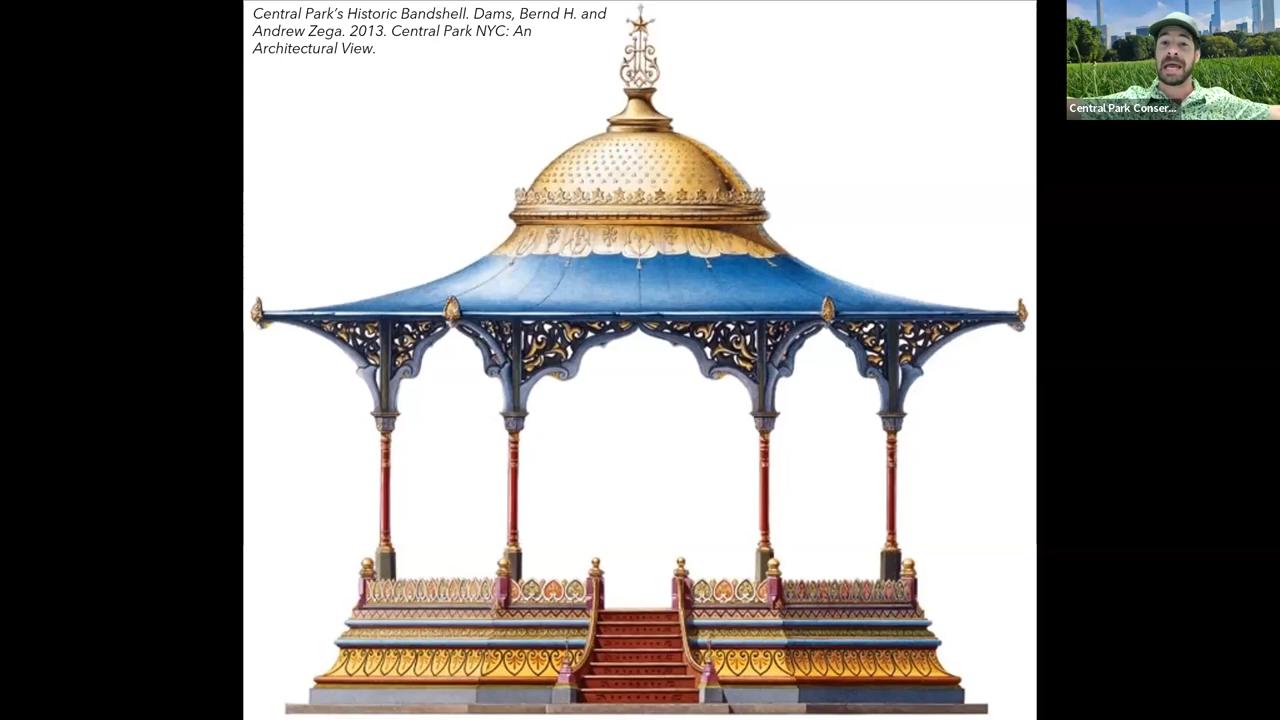 Central Park's Historic Bandshell. Dams, Bernd H. and
Andrew Zega. 2013. Central Park NYC: An
Architectural View.
Central Park Conser...